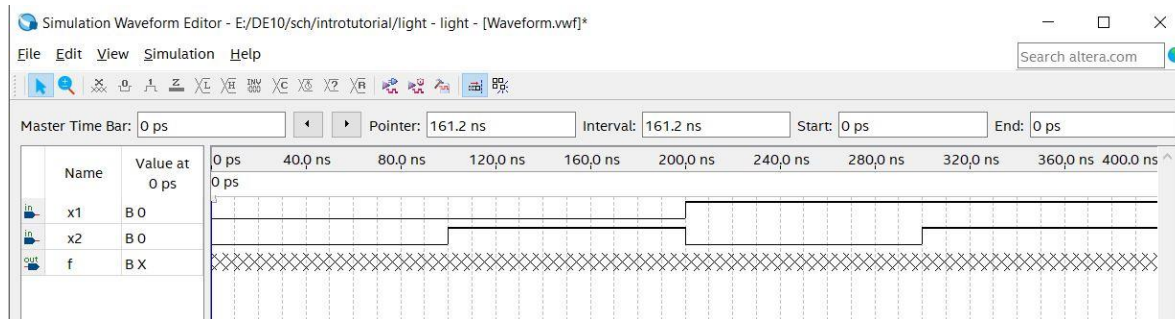 Simulation Waveform Editor - E:/DE10/sch/introtutorial/light - light - [Waveform.vwf]*
File Edit View Simulation Help
Search altera.com
Master Time Bar: 0 ps Pointer: 161.2 ns Interval: 161.2 ns Start: 0 ps End: 0 ps
Name Value at 0 ps
0 ps 40.0 ns 80.0 ns 120.0 ns 160.0 ns 200.0 ns 240.0 ns 280.0 ns 320.0 ns 360.0 ns 400.0 ns
0 ps
in x1 B 0
in x2 B 0
out f B X